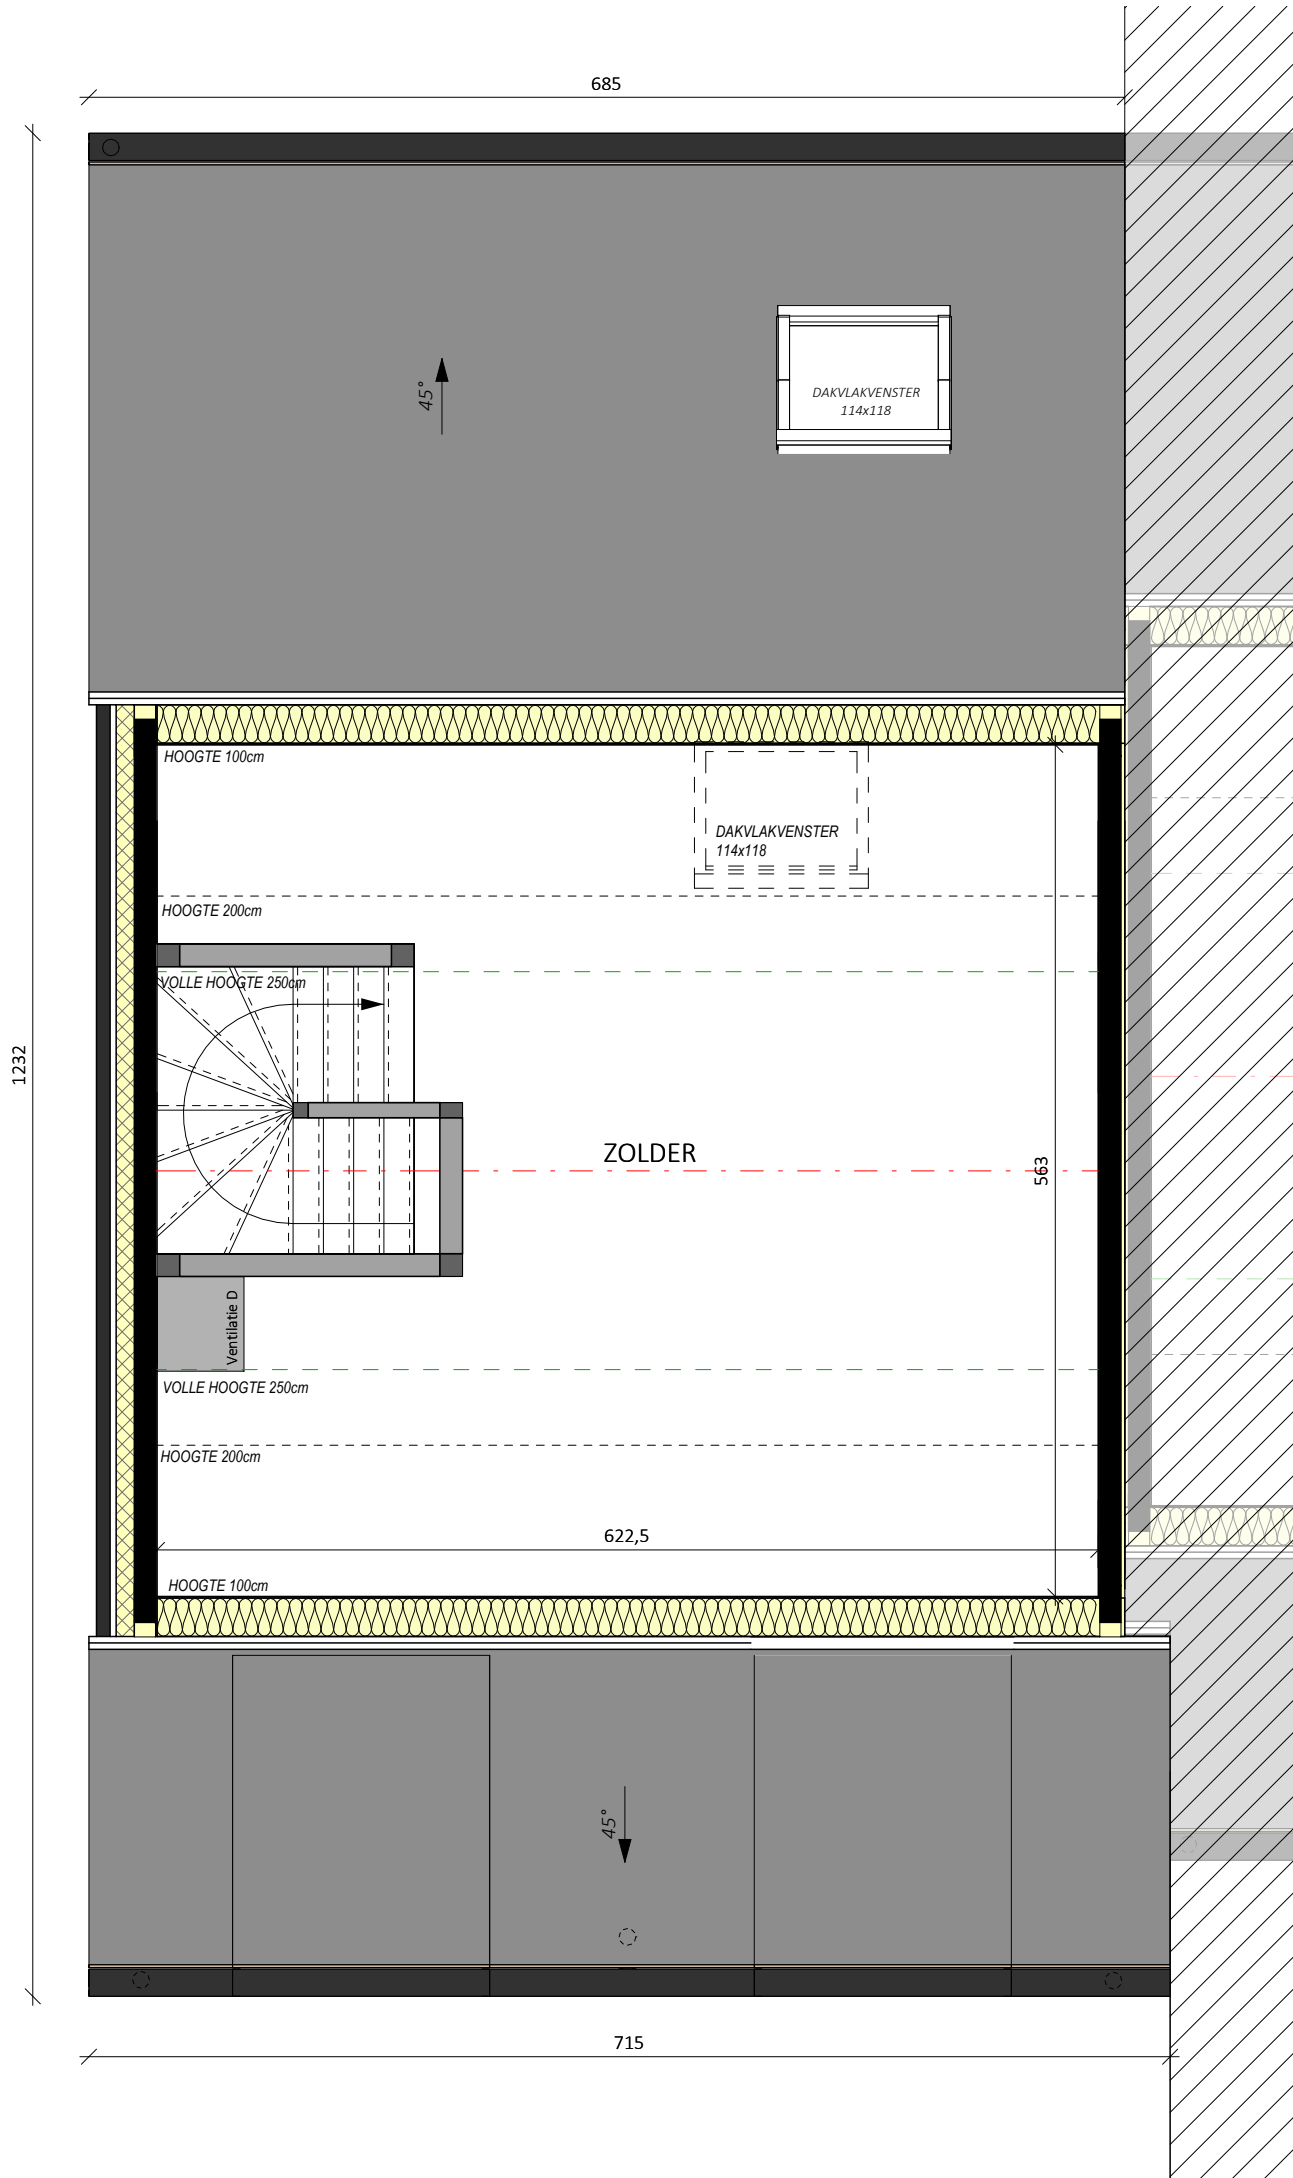 685
45°
DAKVLAKVENSTER
114x118
HOOGTE 100cm
DAKVLAKVENSTER
114x118
HOOGTE 200cm
VOLLE HOOGTE 250cm
1232
ZOLDER
563
Ventilatie D
VOLLE HOOGTE 250cm
HOOGTE 200cm
622,5
HOOGTE 100cm
45°
715